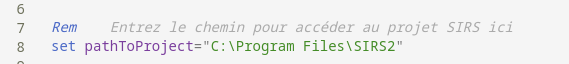 6
7 Rem Entrez le chemin pour accéder au projet SIRS ici
8 set pathToProject="C:\Program Files\SIRS2"